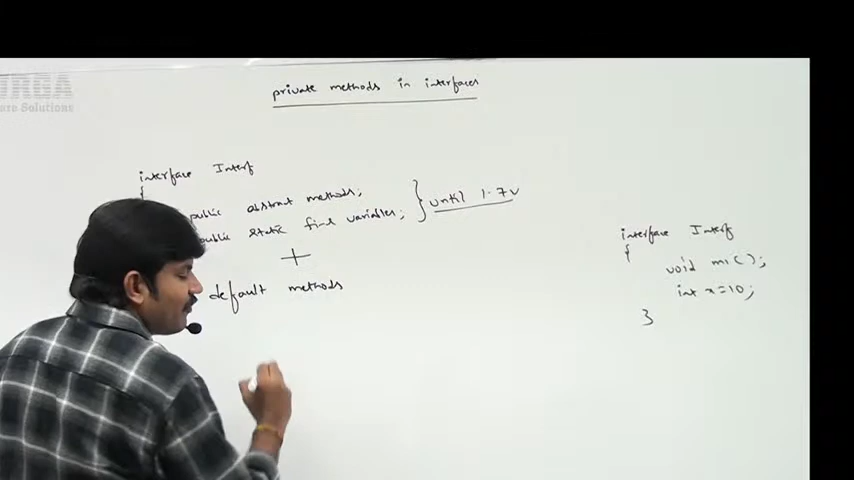 private methods in interfaces
Solutions
interface Interf
{
public abstract methods;
public static final variables;
} until 1.7v
+
default methods
interface Interf
{
void m1();
int x=10;
}